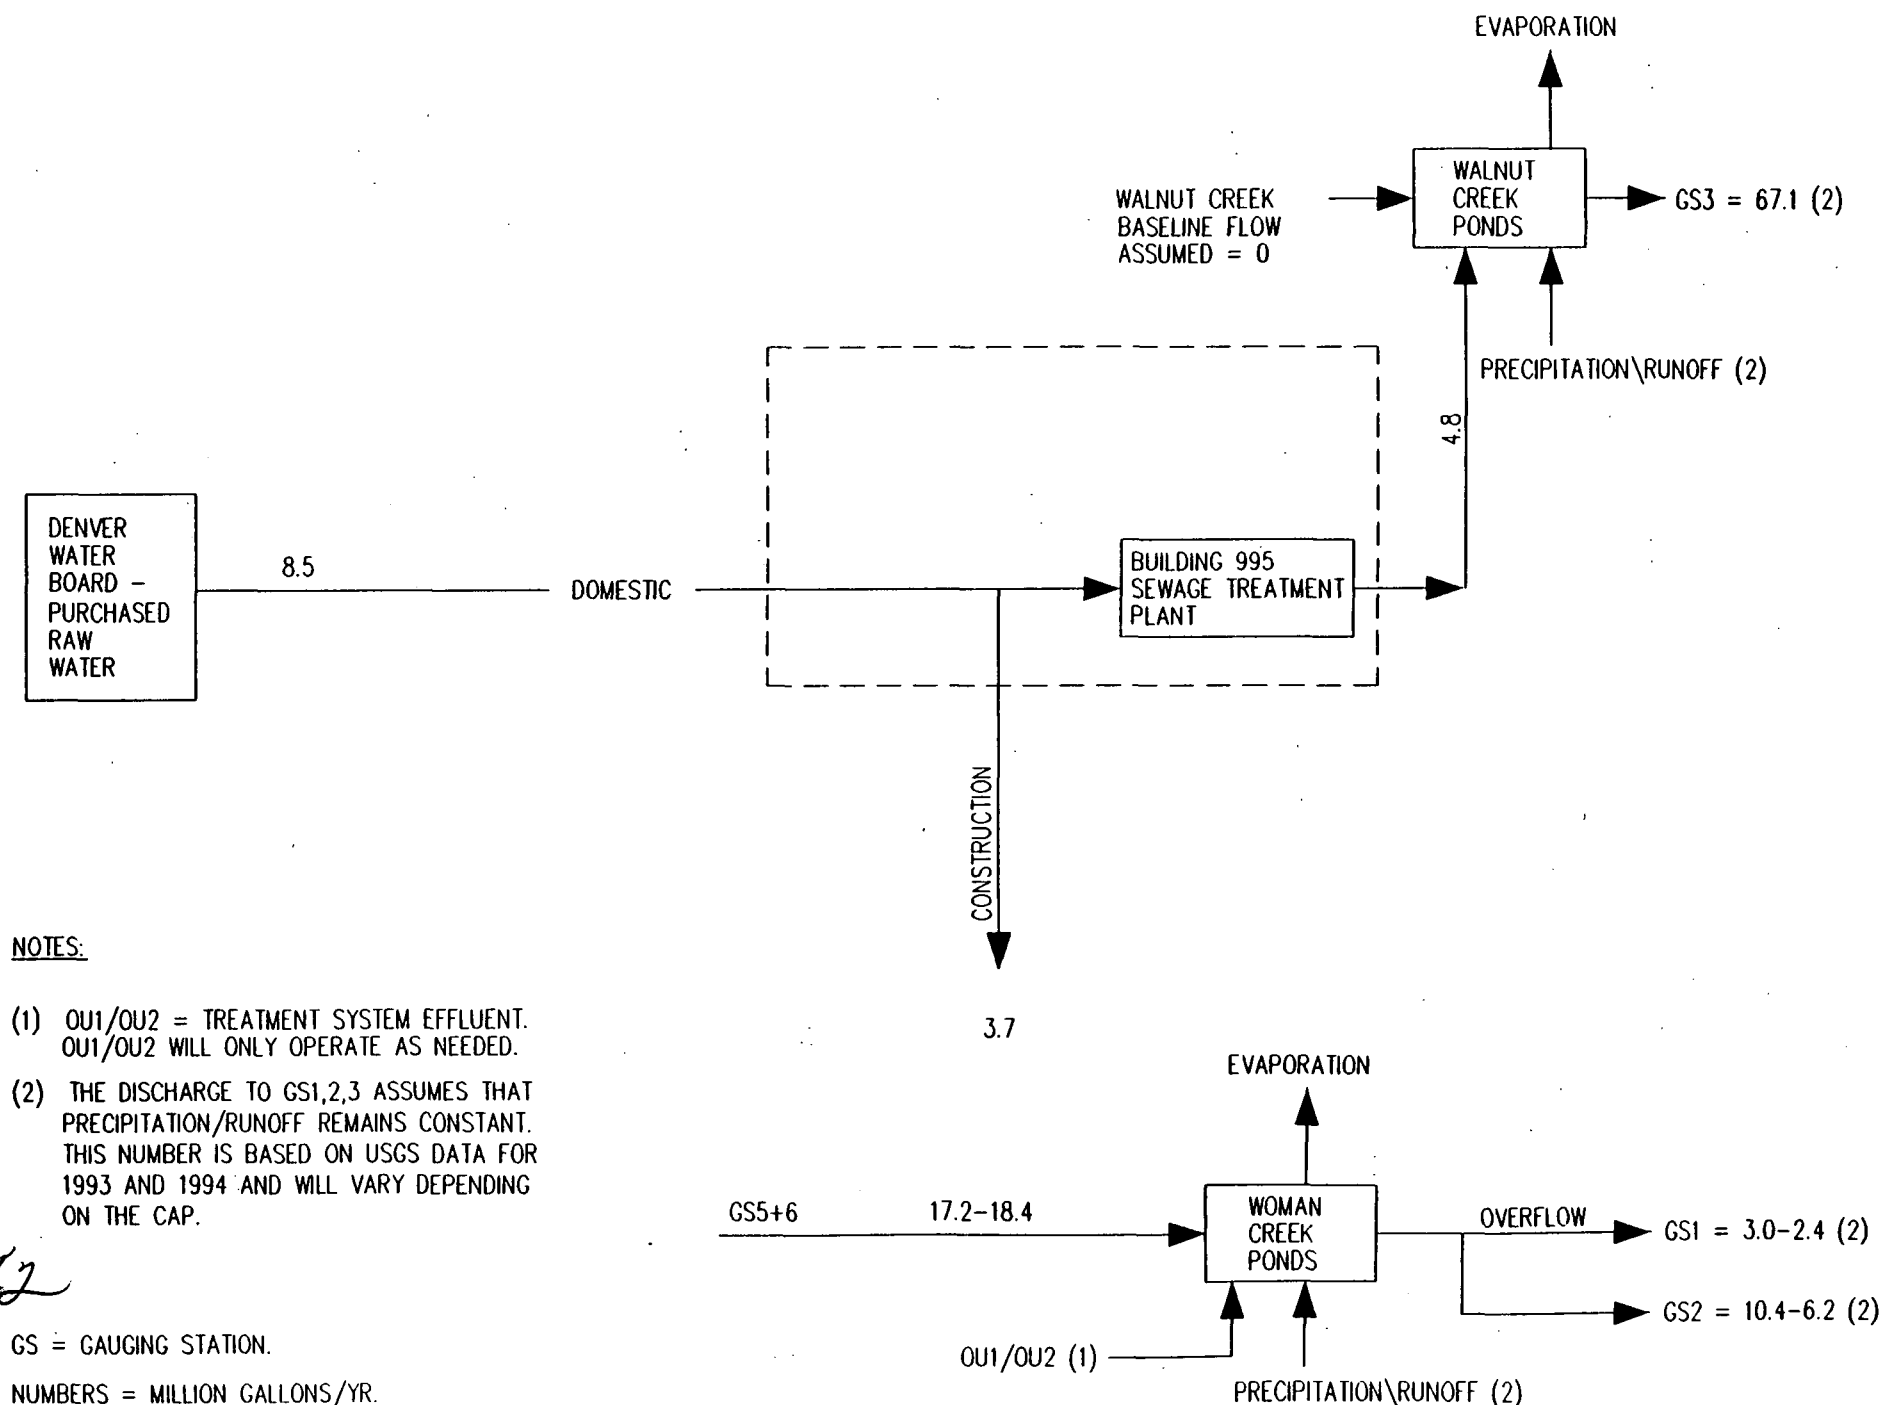 EVAPORATION
WALNUT
CREEK
PONDS
WALNUT CREEK
BASELINE FLOW
ASSUMED = 0
GS3 = 67.1 (2)
PRECIPITATION\RUNOFF (2)
4.8
DENVER
WATER
BOARD –
PURCHASED
RAW
WATER
8.5
DOMESTIC
BUILDING 995
SEWAGE TREATMENT
PLANT
CONSTRUCTION
3.7
NOTES:
(1) OU1/OU2 = TREATMENT SYSTEM EFFLUENT.
OU1/OU2 WILL ONLY OPERATE AS NEEDED.
(2) THE DISCHARGE TO GS1,2,3 ASSUMES THAT
PRECIPITATION/RUNOFF REMAINS CONSTANT.
THIS NUMBER IS BASED ON USGS DATA FOR
1993 AND 1994 AND WILL VARY DEPENDING
ON THE CAP.
GS = GAUGING STATION.
NUMBERS = MILLION GALLONS/YR.
EVAPORATION
GS5+6
17.2–18.4
WOMAN
CREEK
PONDS
OVERFLOW
GS1 = 3.0–2.4 (2)
GS2 = 10.4–6.2 (2)
OU1/OU2 (1)
PRECIPITATION\RUNOFF (2)